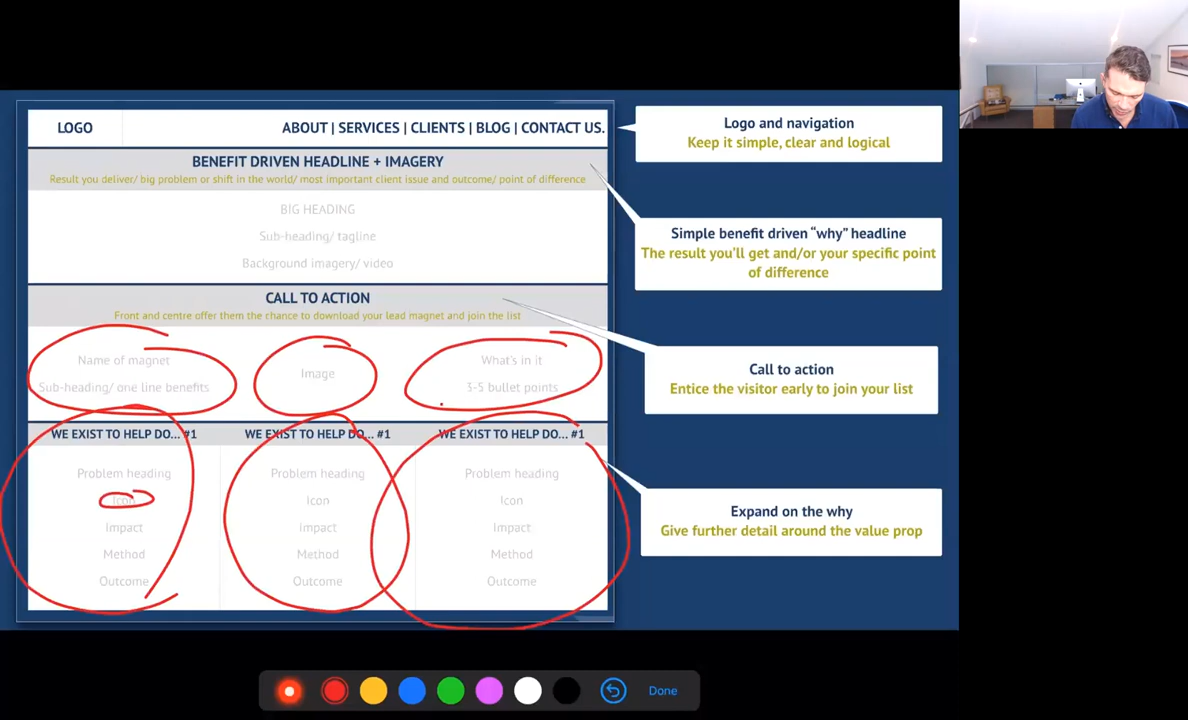 LOGO
ABOUT | SERVICES | CLIENTS | BLOG | CONTACT US.
BENEFIT DRIVEN HEADLINE + IMAGERY
Result you deliver/ big problem or shift in the world/ most important client issue and outcome/ point of difference
BIG HEADING
Sub-heading/ tagline
Background imagery/ video
CALL TO ACTION
Front and centre offer them the chance to download your lead magnet and join the list
Name of magnet
Sub-heading/ one line benefits
Image
What's in it
3-5 bullet points
WE EXIST TO HELP DO... #1
Problem heading
Icon
Impact
Method
Outcome
WE EXIST TO HELP DO... #1
Problem heading
Icon
Impact
Method
Outcome
WE EXIST TO HELP DO... #1
Problem heading
Icon
Impact
Method
Outcome
Logo and navigation
Keep it simple, clear and logical
Simple benefit driven “why” headline
The result you'll get and/or your specific point
of difference
Call to action
Entice the visitor early to join your list
Expand on the why
Give further detail around the value prop
Done